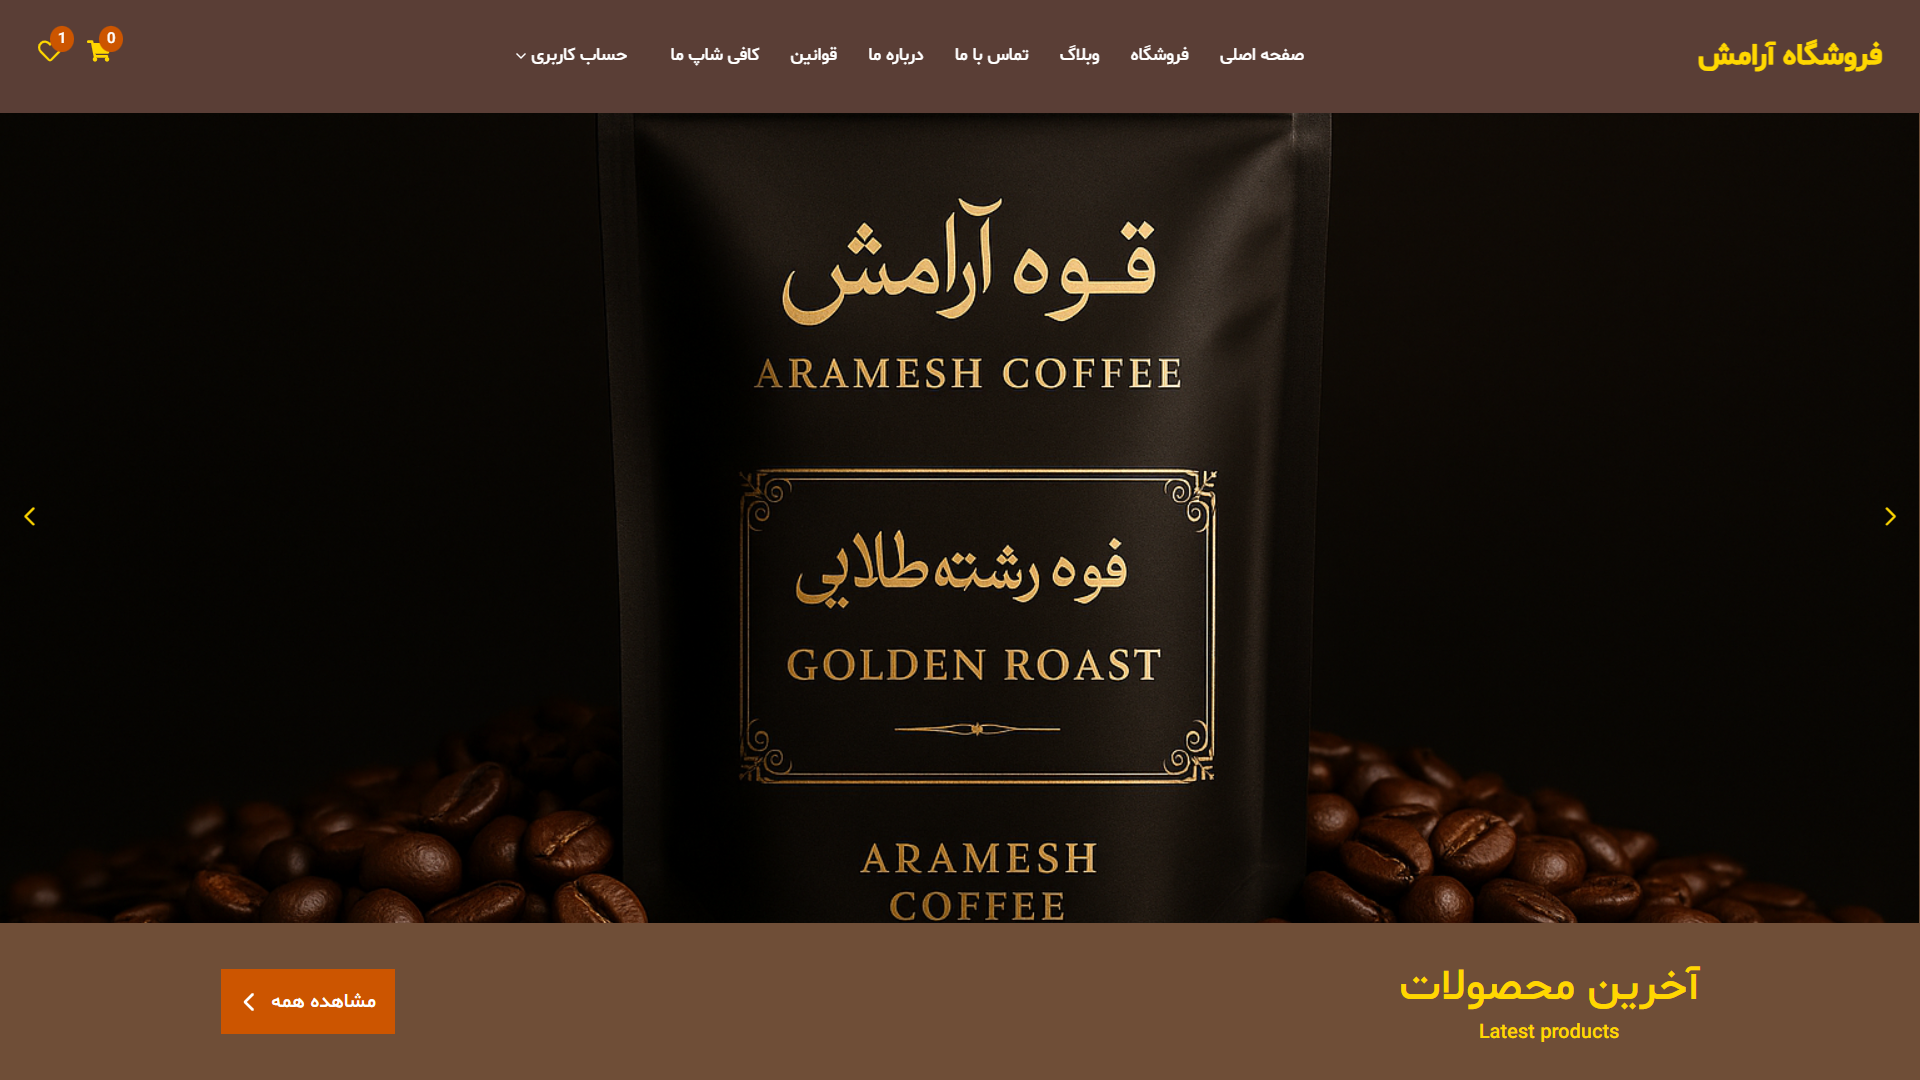 فروشگاه آرامش
صفحه اصلی
فروشگاه
وبلاگ
تماس با ما
درباره ما
قوانین
کافی شاپ ما
حساب کاربری
0
1
قوه آرامش
ARAMESH COFFEE
فوه رشته طلایی
GOLDEN ROAST
ARAMESH
COFFEE
آخرین محصولات
Latest products
مشاهده همه